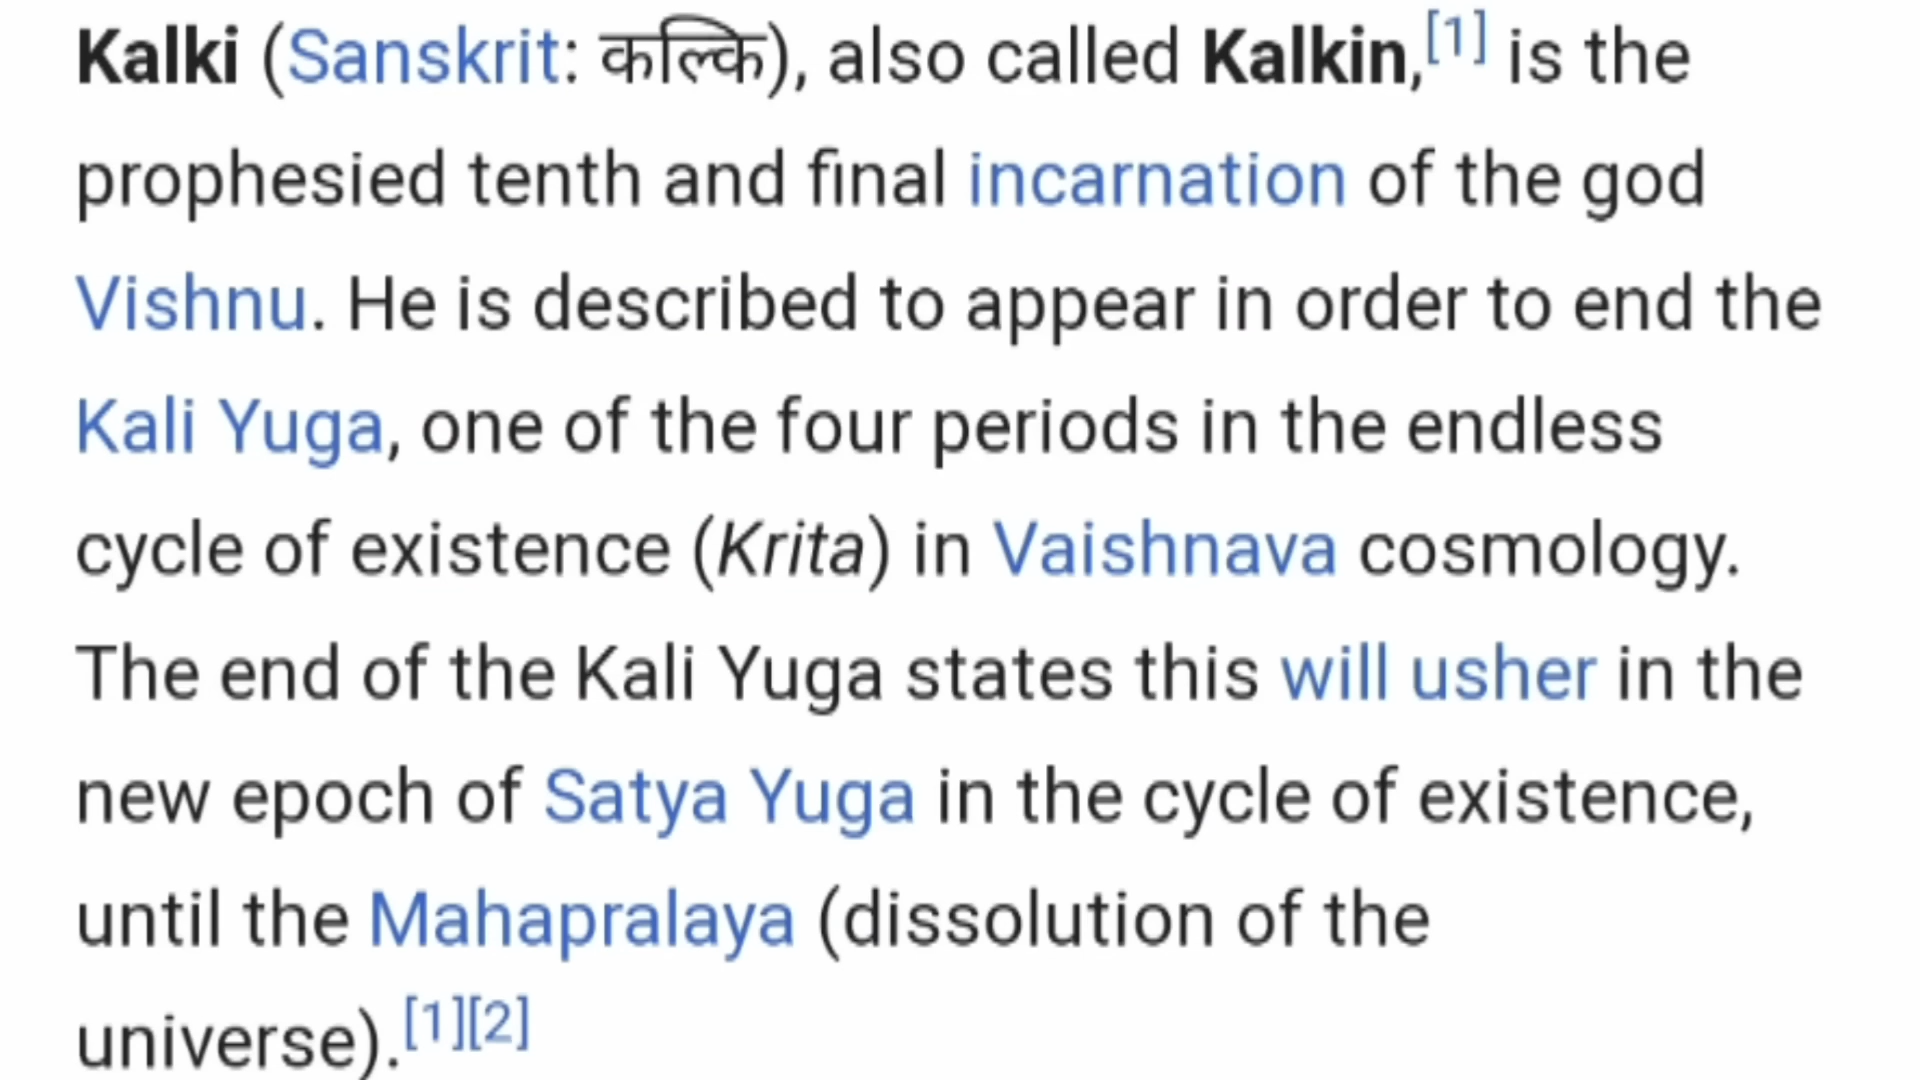 Kalki (Sanskrit: कल्कि), also called Kalkin,[1] is the
prophesied tenth and final incarnation of the god
Vishnu. He is described to appear in order to end the
Kali Yuga, one of the four periods in the endless
cycle of existence (Krita) in Vaishnava cosmology.
The end of the Kali Yuga states this will usher in the
new epoch of Satya Yuga in the cycle of existence,
until the Mahapralaya (dissolution of the
universe).[1][2]